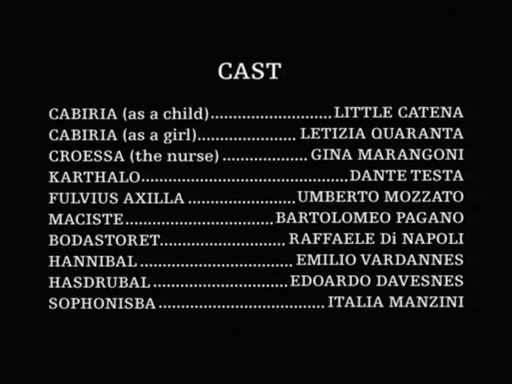 CAST
CABIRIA (as a child)..............................LITTLE CATENA
CABIRIA (as a girl)........................ LETIZIA QUARANTA
CROESSA (the nurse) .................... GINA MARANGONI
KARTHALO..................................................DANTE TESTA
FULVIUS AXILLA ..........................UMBERTO MOZZATO
MACISTE ....................................BARTOLOMEO PAGANO
BODASTORET.............................. RAFFAELE Di NAPOLI
HANNIBAL ..................................... EMILIO VARDANNES
HASDRUBAL .................................EDOARDO DAVESNES
SOPHONISBA ........................................ ITALIA MANZINI